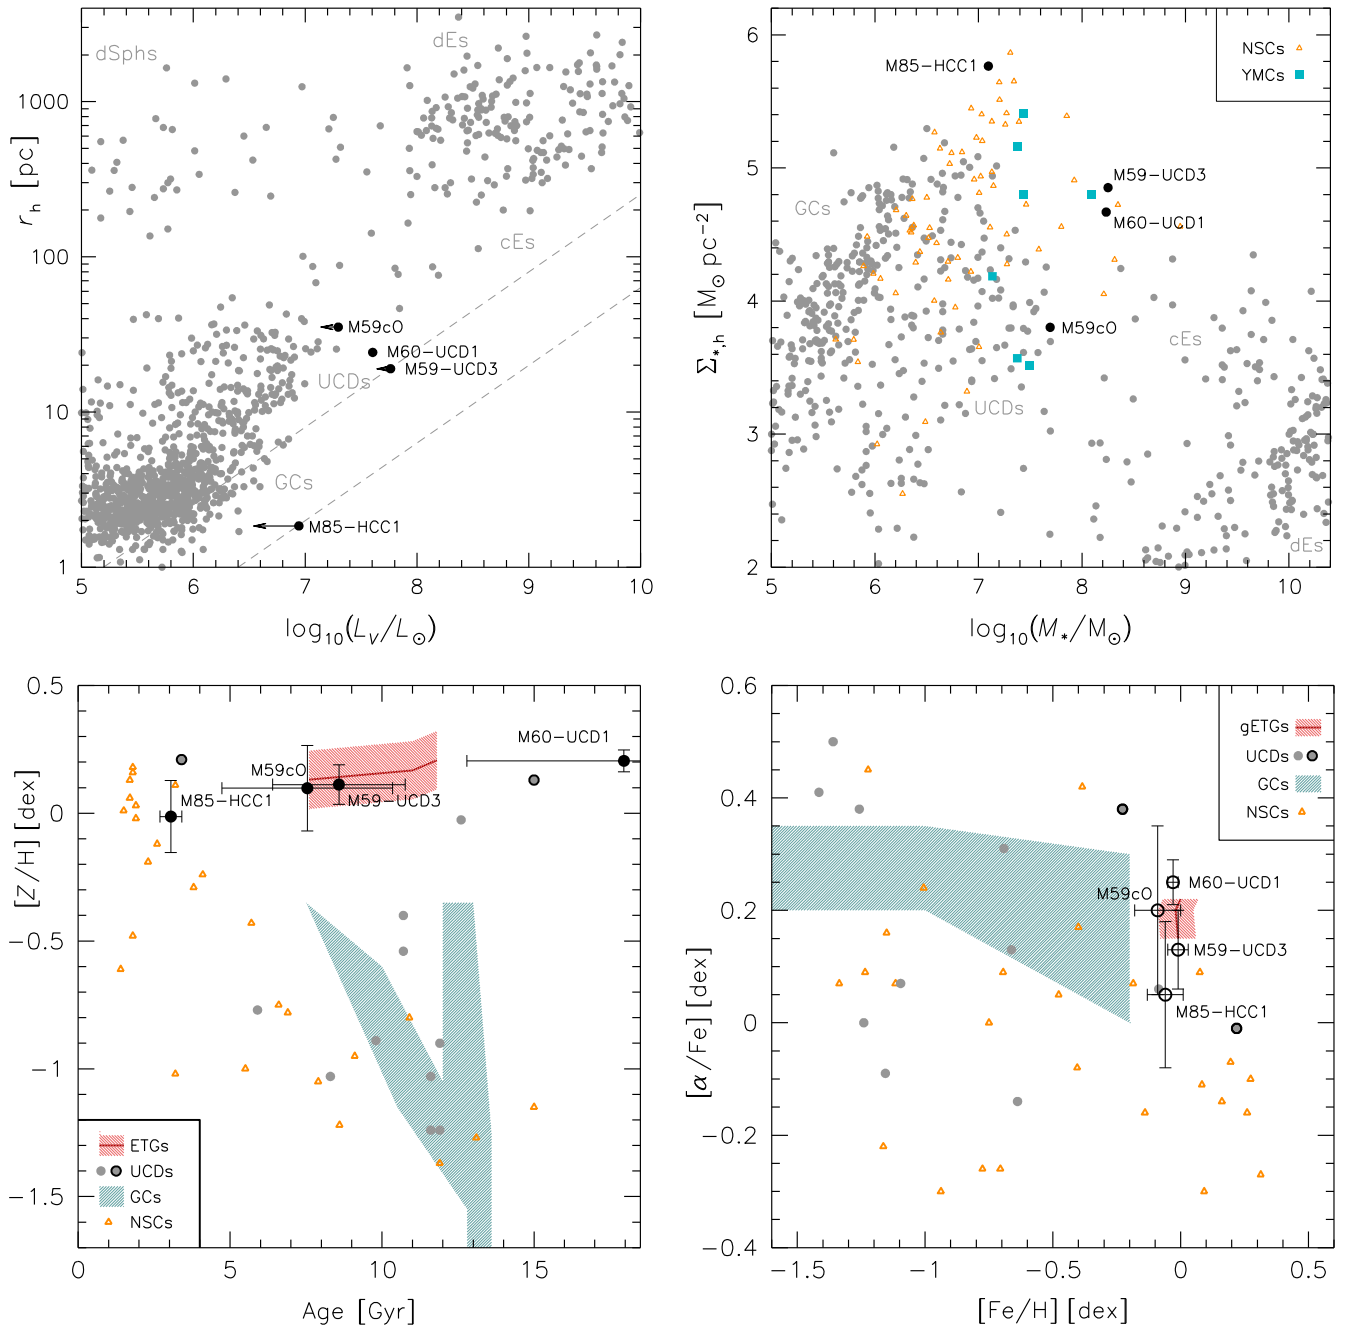 dSphs
dEs
cEs
M59cO
M60−UCD1
M59−UCD3
UCDs
GCs
M85−HCC1
1000
100
10
1
5 6 7 8 9 10
r_h [pc]
log₁₀(L_V/L_⊙)
NSCs
YMCs
M85−HCC1
M59−UCD3
M60−UCD1
GCs
UCDs
M59cO
cEs
dEs
6
5
4
3
2
5 6 7 8 9 10
Σ_*,h [M_⊙ pc⁻²]
log₁₀(M_*/M_⊙)
M60−UCD1
M59cO
M59−UCD3
M85−HCC1
ETGs
UCDs
GCs
NSCs
0.5
0
−0.5
−1
−1.5
0 5 10 15
[Z/H] [dex]
Age [Gyr]
gETGs
UCDs
GCs
NSCs
M59cO
M60−UCD1
M59−UCD3
M85−HCC1
0.6
0.4
0.2
0
−0.2
−0.4
−1.5 −1 −0.5 0 0.5
[α/Fe] [dex]
[Fe/H] [dex]